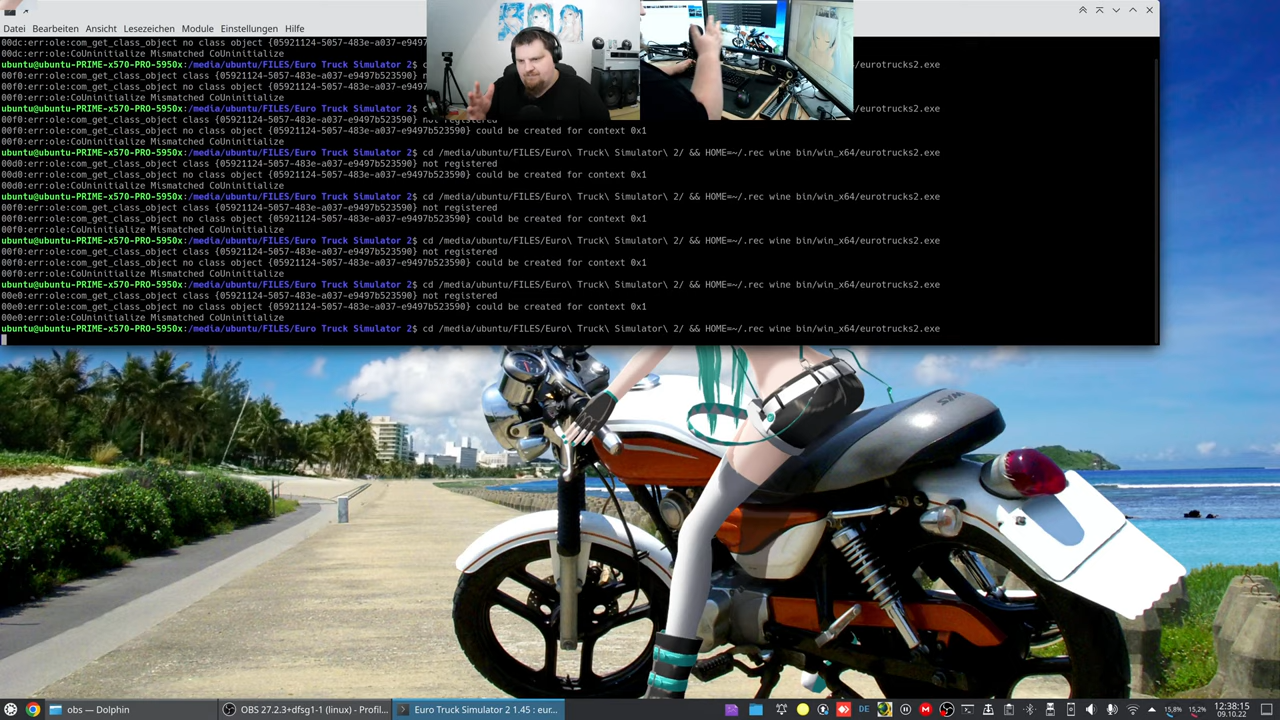 Datei Bearbeiten Ansicht Lesezeichen Module Einstellungen Hilfe
00dc:err:ole:com_get_class_object no class object {05921124-5057-483e-a037-e9497
00dc:err:ole:CoUninitialize Mismatched CoUninitialize
ubuntu@ubuntu-PRIME-x570-PRO-5950x:/media/ubuntu/FILES/Euro Truck Simulator 2$ c /eurotrucks2.exe
00f0:err:ole:com_get_class_object class {05921124-5057-483e-a037-e9497b523590} n
00f0:err:ole:com_get_class_object no class object {05921124-5057-483e-a037-e9497
00f0:err:ole:CoUninitialize Mismatched CoUninitialize
ubuntu@ubuntu-PRIME-x570-PRO-5950x:/media/ubuntu/FILES/Euro Truck Simulator 2$ c /eurotrucks2.exe
00f0:err:ole:com_get_class_object class {05921124-5057-483e-a037-e9497b523590} not registered
00f0:err:ole:com_get_class_object no class object {05921124-5057-483e-a037-e9497b523590} could be created for context 0x1
00f0:err:ole:CoUninitialize Mismatched CoUninitialize
ubuntu@ubuntu-PRIME-x570-PRO-5950x:/media/ubuntu/FILES/Euro Truck Simulator 2$ cd /media/ubuntu/FILES/Euro\ Truck\ Simulator\ 2/ && HOME=~/.rec wine bin/win_x64/eurotrucks2.exe
00d0:err:ole:com_get_class_object class {05921124-5057-483e-a037-e9497b523590} not registered
00d0:err:ole:com_get_class_object no class object {05921124-5057-483e-a037-e9497b523590} could be created for context 0x1
00d0:err:ole:CoUninitialize Mismatched CoUninitialize
ubuntu@ubuntu-PRIME-x570-PRO-5950x:/media/ubuntu/FILES/Euro Truck Simulator 2$ cd /media/ubuntu/FILES/Euro\ Truck\ Simulator\ 2/ && HOME=~/.rec wine bin/win_x64/eurotrucks2.exe
00f0:err:ole:com_get_class_object class {05921124-5057-483e-a037-e9497b523590} not registered
00f0:err:ole:com_get_class_object no class object {05921124-5057-483e-a037-e9497b523590} could be created for context 0x1
00f0:err:ole:CoUninitialize Mismatched CoUninitialize
ubuntu@ubuntu-PRIME-x570-PRO-5950x:/media/ubuntu/FILES/Euro Truck Simulator 2$ cd /media/ubuntu/FILES/Euro\ Truck\ Simulator\ 2/ && HOME=~/.rec wine bin/win_x64/eurotrucks2.exe
00f0:err:ole:com_get_class_object class {05921124-5057-483e-a037-e9497b523590} not registered
00f0:err:ole:com_get_class_object no class object {05921124-5057-483e-a037-e9497b523590} could be created for context 0x1
00f0:err:ole:CoUninitialize Mismatched CoUninitialize
ubuntu@ubuntu-PRIME-x570-PRO-5950x:/media/ubuntu/FILES/Euro Truck Simulator 2$ cd /media/ubuntu/FILES/Euro\ Truck\ Simulator\ 2/ && HOME=~/.rec wine bin/win_x64/eurotrucks2.exe
00e0:err:ole:com_get_class_object class {05921124-5057-483e-a037-e9497b523590} not registered
00e0:err:ole:com_get_class_object no class object {05921124-5057-483e-a037-e9497b523590} could be created for context 0x1
00e0:err:ole:CoUninitialize Mismatched CoUninitialize
ubuntu@ubuntu-PRIME-x570-PRO-5950x:/media/ubuntu/FILES/Euro Truck Simulator 2$ cd /media/ubuntu/FILES/Euro\ Truck\ Simulator\ 2/ && HOME=~/.rec wine bin/win_x64/eurotrucks2.exe
SYM
obs — Dolphin
OBS 27.2.3+dfsg1-1 (linux) - Profil...
Euro Truck Simulator 2 1.45 : eur...
DE
15,8% 15,2%
12:38:15
09.10.22